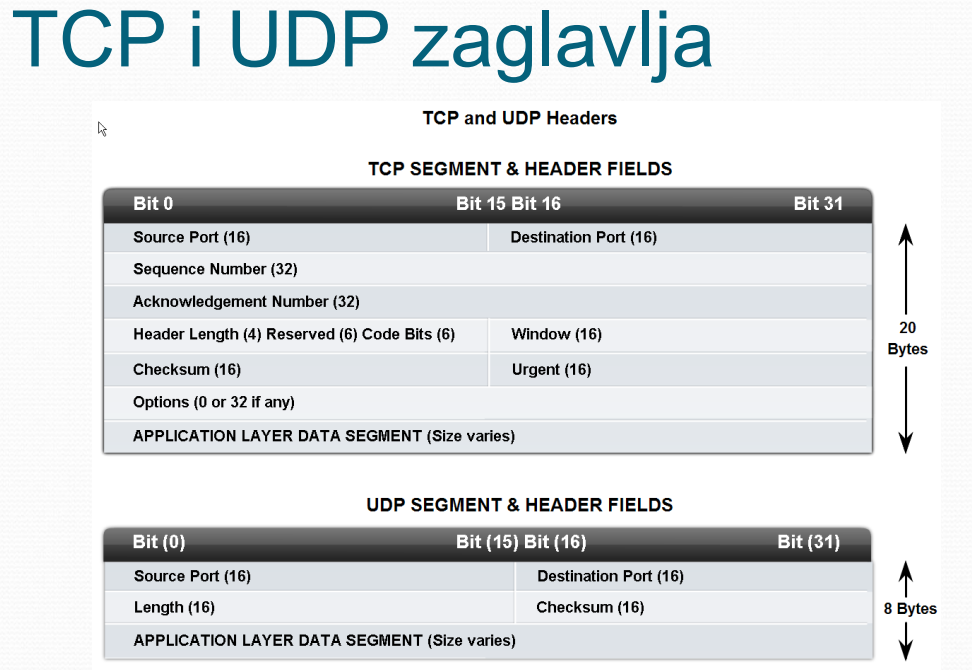 TCP i UDP zaglavlja
TCP and UDP Headers
TCP SEGMENT & HEADER FIELDS
Bit 0 Bit 15 Bit 16 Bit 31
Source Port (16) Destination Port (16)
Sequence Number (32)
Acknowledgement Number (32)
Header Length (4) Reserved (6) Code Bits (6) Window (16)
Checksum (16) Urgent (16)
Options (0 or 32 if any)
APPLICATION LAYER DATA SEGMENT (Size varies)
20
Bytes
UDP SEGMENT & HEADER FIELDS
Bit (0) Bit (15) Bit (16) Bit (31)
Source Port (16) Destination Port (16)
Length (16) Checksum (16)
APPLICATION LAYER DATA SEGMENT (Size varies)
8 Bytes